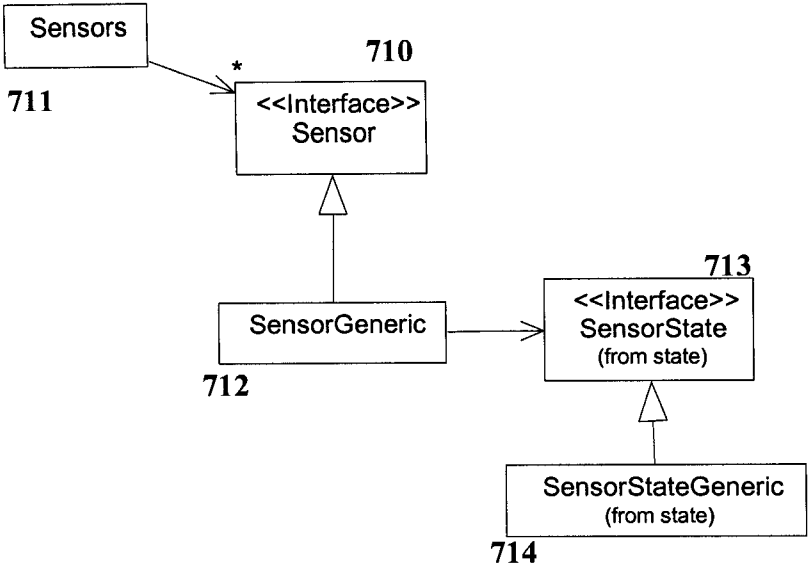 Sensors
711
*
710
<<Interface>>
Sensor
SensorGeneric
712
713
<<Interface>>
SensorState
(from state)
SensorStateGeneric
(from state)
714